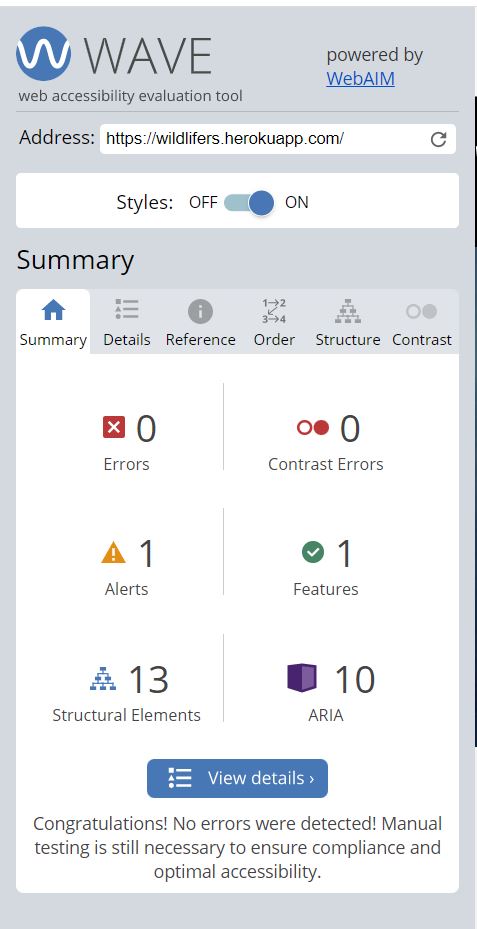 WAVE
web accessibility evaluation tool
powered by
WebAIM
Address: https://wildlifers.herokuapp.com/
Styles: OFF ON
Summary
1→2
3→4
Summary Details Reference Order Structure Contrast
0 0
Errors Contrast Errors
1 1
Alerts Features
13 10
Structural Elements ARIA
View details ›
Congratulations! No errors were detected! Manual
testing is still necessary to ensure compliance and
optimal accessibility.